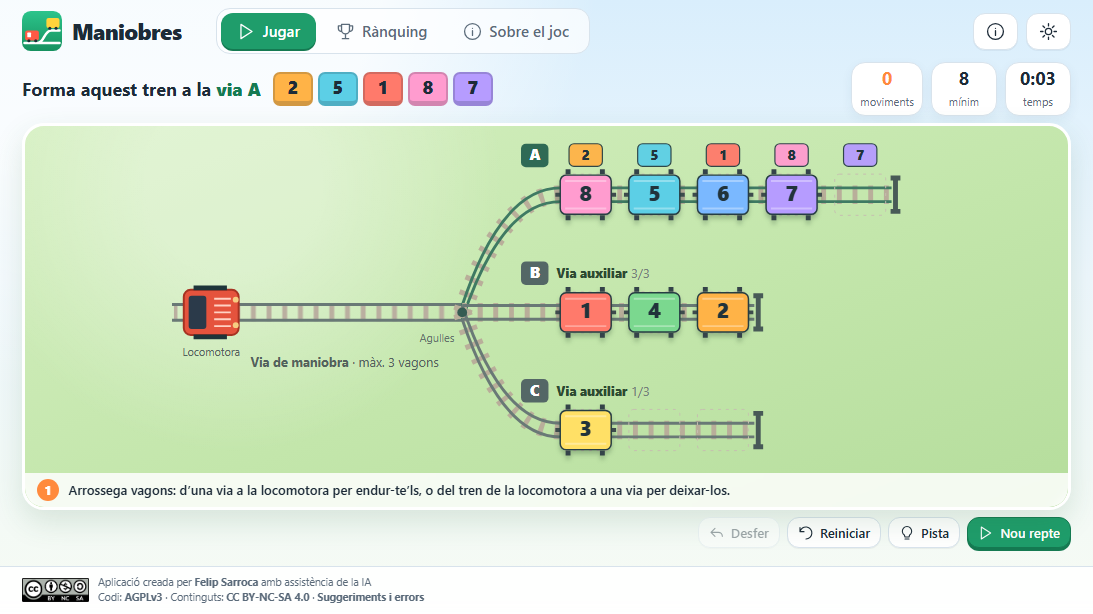 Maniobres
Jugar
Rànquing
Sobre el joc
Forma aquest tren a la via A
2 5 1 8 7
0 moviments
8 mínim
0:03 temps
A 2 5 1 8 7
8 5 6 7
B Via auxiliar 3/3
1 4 2
Locomotora
Agulles
Via de maniobra · màx. 3 vagons
C Via auxiliar 1/3
3
1 Arrossega vagons: d’una via a la locomotora per endur-te’ls, o del tren de la locomotora a una via per deixar-los.
Desfer
Reiniciar
Pista
Nou repte
cc BY NC SA
Aplicació creada per Felip Sarroca amb assistència de la IA
Codi: AGPLv3 · Continguts: CC BY-NC-SA 4.0 · Suggeriments i errors